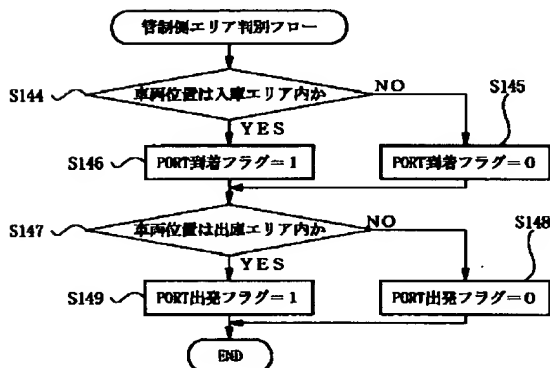 管制側エリア判別フロー
S144
車両位置は入庫エリア内か
NO
S145
YES
S146
PORT到着フラグ=1
PORT到着フラグ=0
S147
車両位置は出庫エリア内か
NO
S148
YES
S149
PORT出発フラグ=1
PORT出発フラグ=0
END